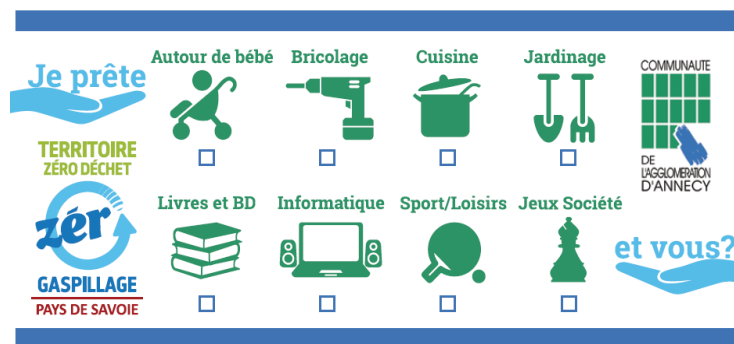 Je prête
Autour de bébé
Bricolage
Cuisine
Jardinage
COMMUNAUTE
DE
L'AGGLOMERATION
D'ANNECY
TERRITOIRE
ZÉRO DÉCHET
zér
GASPILLAGE
PAYS DE SAVOIE
Livres et BD
Informatique
Sport/Loisirs
Jeux Société
et vous?